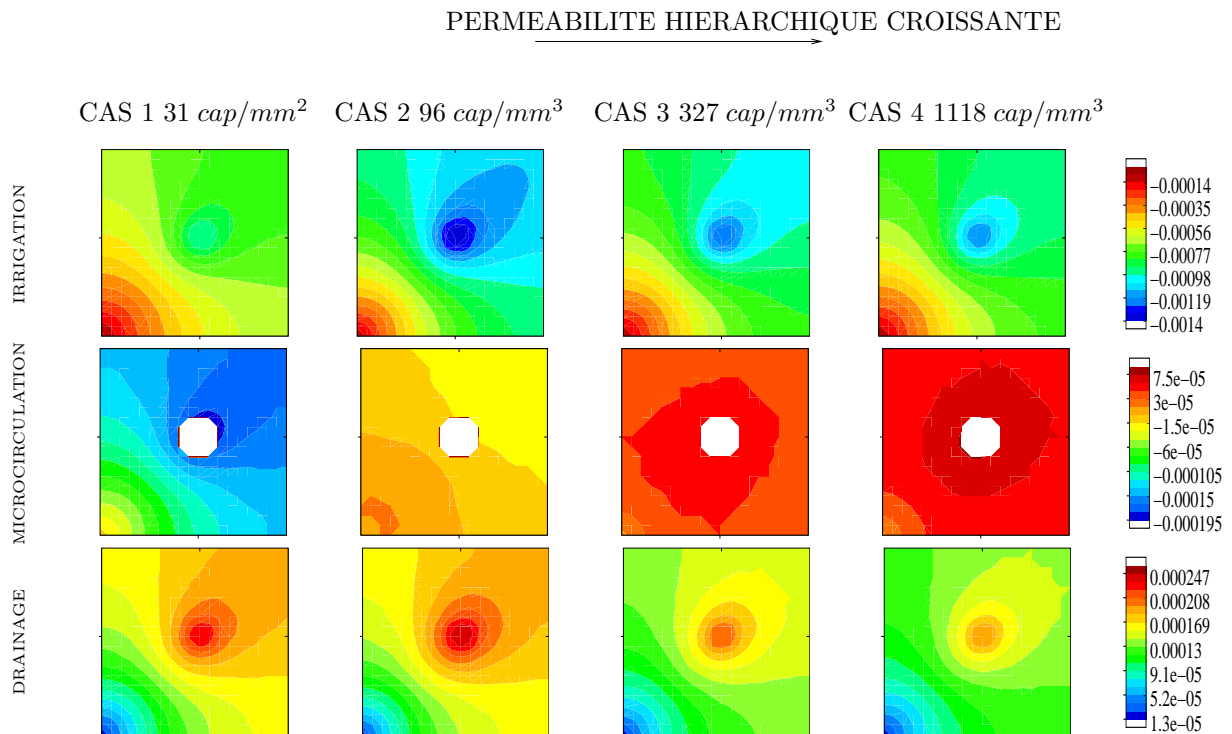 PERMEABILITE HIERARCHIQUE CROISSANTE
CAS 1 31 cap/mm² CAS 2 96 cap/mm³ CAS 3 327 cap/mm³ CAS 4 1118 cap/mm³
IRRIGATION
−0.00014
−0.00035
−0.00056
−0.00077
−0.00098
−0.00119
−0.0014
MICROCIRCULATION
7.5e−05
3e−05
−1.5e−05
−6e−05
−0.000105
−0.00015
−0.000195
DRAINAGE
0.000247
0.000208
0.000169
0.00013
9.1e−05
5.2e−05
1.3e−05